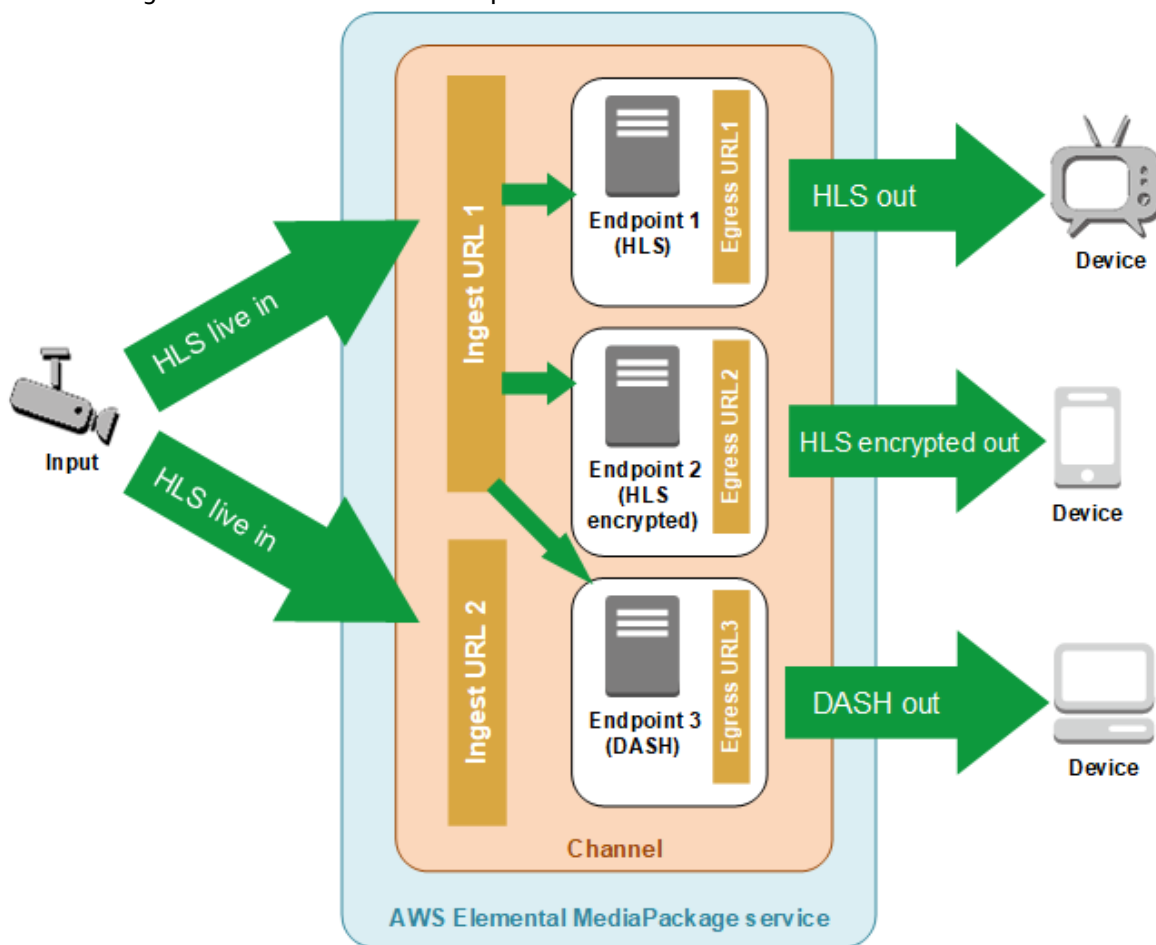 HLS live in
HLS live in
Input
Ingest URL 1
Ingest URL 2
Endpoint 1
(HLS)
Egress URL1
Endpoint 2
(HLS
encrypted)
Egress URL2
Endpoint 3
(DASH)
Egress URL3
HLS out
Device
HLS encrypted out
Device
DASH out
Device
Channel
AWS Elemental MediaPackage service